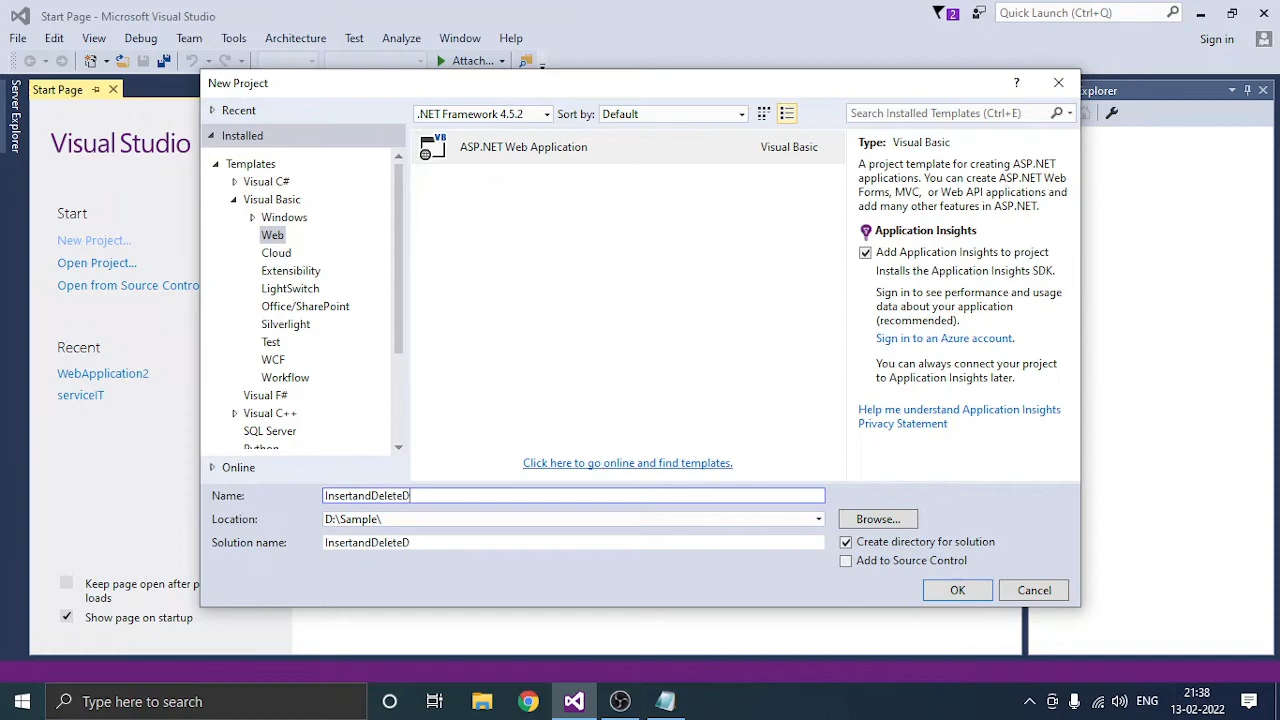 Start Page - Microsoft Visual Studio
2
Quick Launch (Ctrl+Q)
File Edit View Debug Team Tools Architecture Test Analyze Window Help
Sign in
Attach...
Server Explorer
Start Page
Explorer
Visual Studio
Start
New Project...
Open Project...
Open from Source Contro
Recent
WebApplication2
serviceIT
Keep page open after p
loads
Show page on startup
New Project
?
Recent
.NET Framework 4.5.2
Sort by: Default
Search Installed Templates (Ctrl+E)
Installed
Templates
Visual C#
Visual Basic
Windows
Web
Cloud
Extensibility
LightSwitch
Office/SharePoint
Silverlight
Test
WCF
Workflow
Visual F#
Visual C++
SQL Server
Python
Online
VB
ASP.NET Web Application
Visual Basic
Click here to go online and find templates.
Type: Visual Basic
A project template for creating ASP.NET
applications. You can create ASP.NET Web
Forms, MVC, or Web API applications and
add many other features in ASP.NET.
Application Insights
Add Application Insights to project
Installs the Application Insights SDK.
Sign in to see performance and usage
data about your application
(recommended).
Sign in to an Azure account.
You can always connect your project
to Application Insights later.
Help me understand Application Insights
Privacy Statement
Name: InsertandDeleteD
Location: D:\Sample\
Browse...
Solution name: InsertandDeleteD
Create directory for solution
Add to Source Control
OK
Cancel
Type here to search
ENG
21:38
13-02-2022